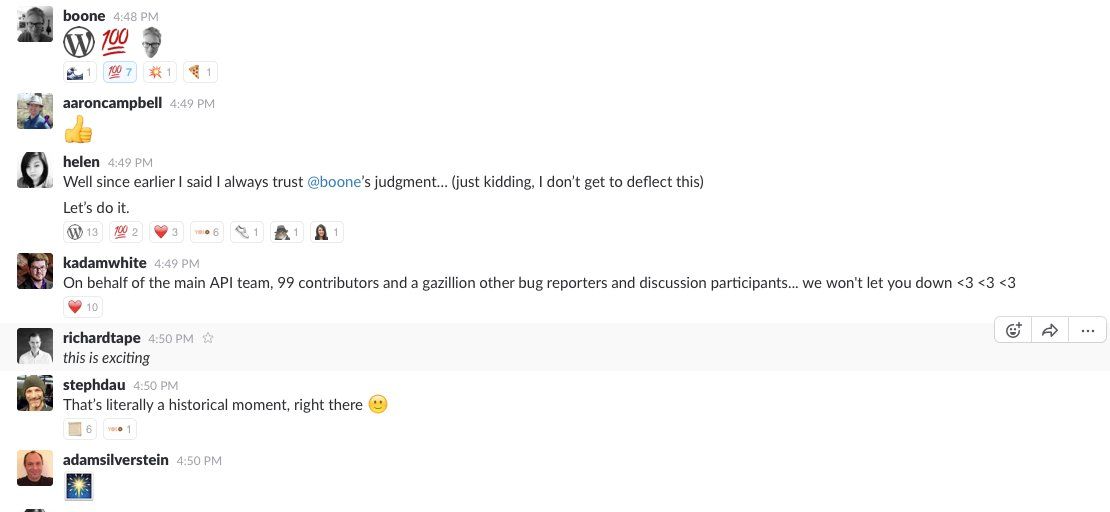 boone 4:48 PM
💯
1 💯 7 1 1
aaroncampbell 4:49 PM
helen 4:49 PM
Well since earlier I said I always trust @boone's judgment... (just kidding, I don't get to deflect this)
Let's do it.
13 💯 2 3 6 1 1 1
kadamwhite 4:49 PM
On behalf of the main API team, 99 contributors and a gazillion other bug reporters and discussion participants... we won't let you down <3 <3 <3
10
richardtape 4:50 PM
this is exciting
stephdau 4:50 PM
That's literally a historical moment, right there
6 1
adamsilverstein 4:50 PM